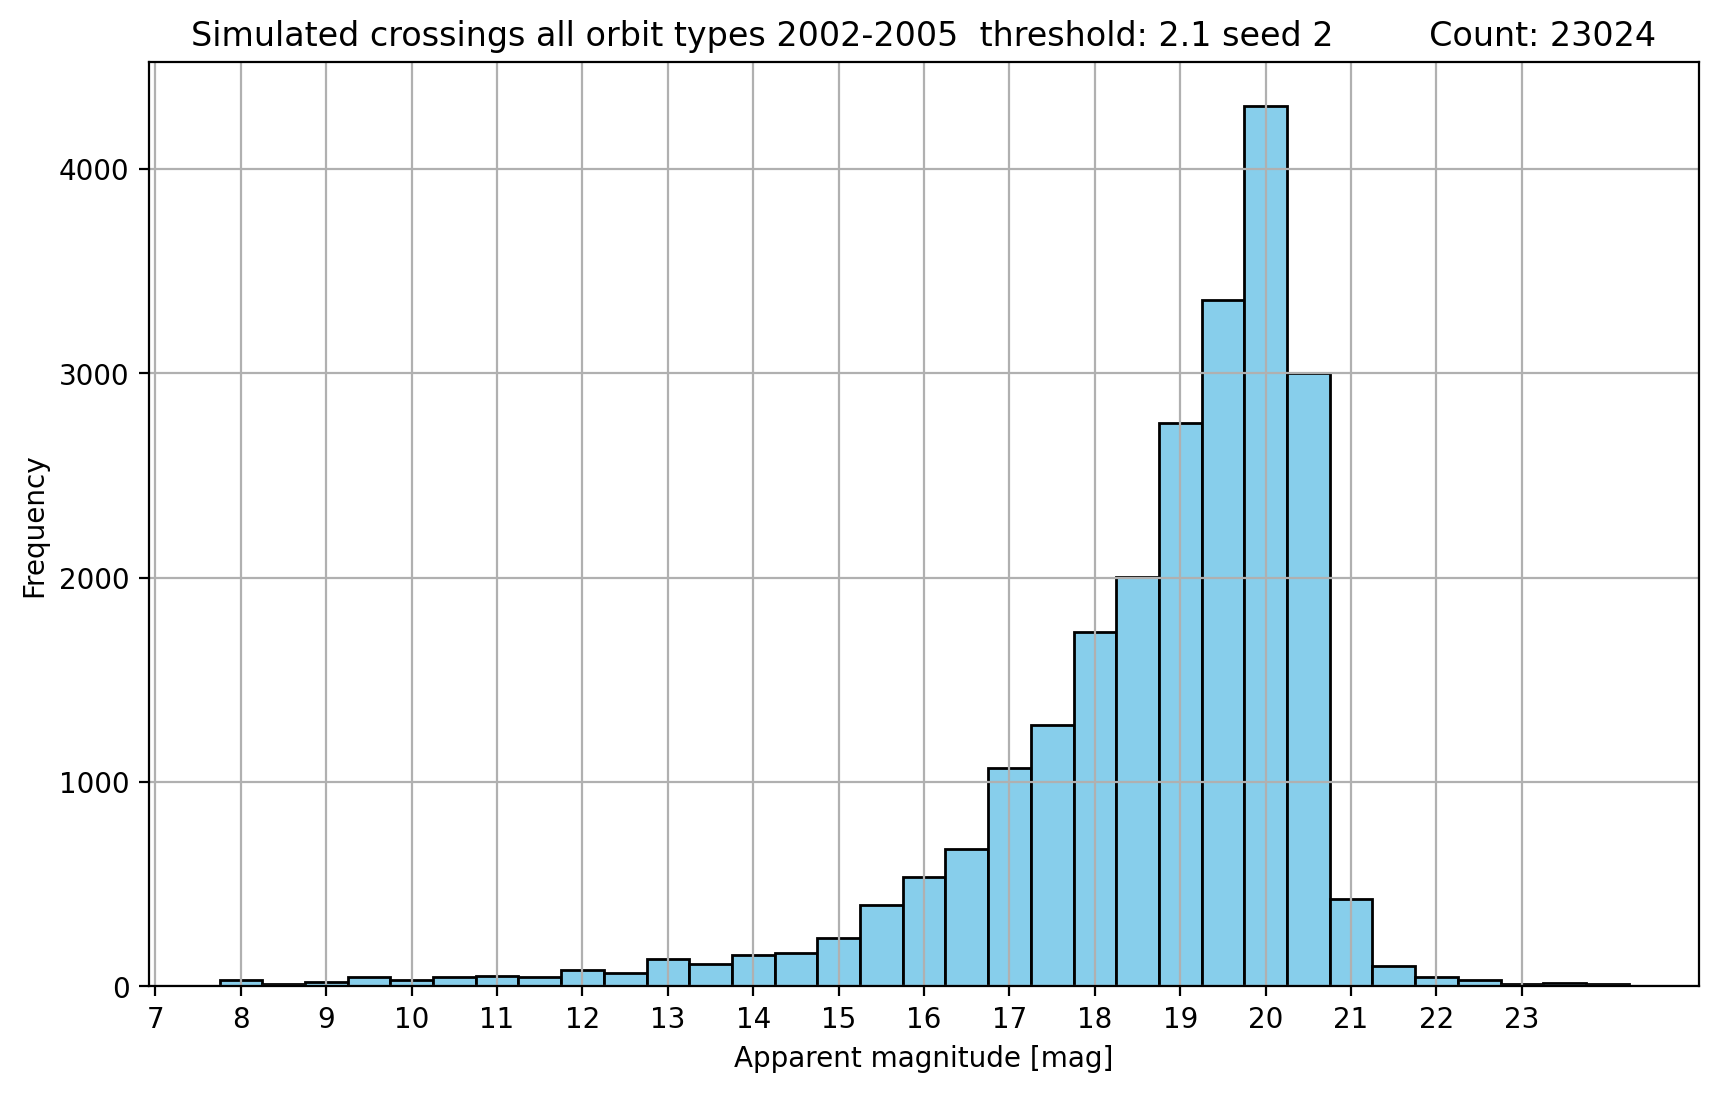 Simulated crossings all orbit types 2002-2005  threshold: 2.1 seed 2         Count: 23024
Frequency
4000
3000
2000
1000
0
7 8 9 10 11 12 13 14 15 16 17 18 19 20 21 22 23
Apparent magnitude [mag]